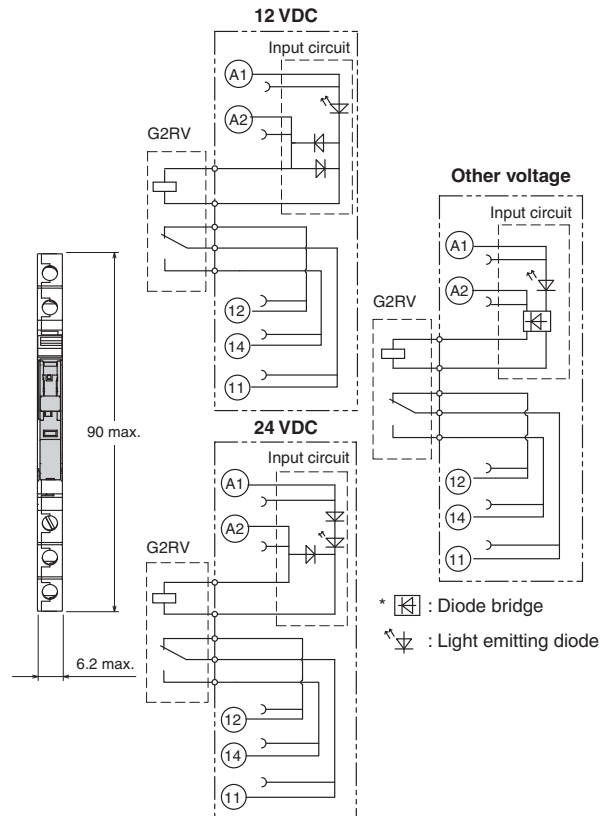 12 VDC
Input circuit
A1
A2
G2RV
12
14
11
Other voltage
Input circuit
A1
A2
G2RV
12
14
11
90 max.
6.2 max.
24 VDC
Input circuit
A1
A2
G2RV
12
14
11
* : Diode bridge
: Light emitting diode